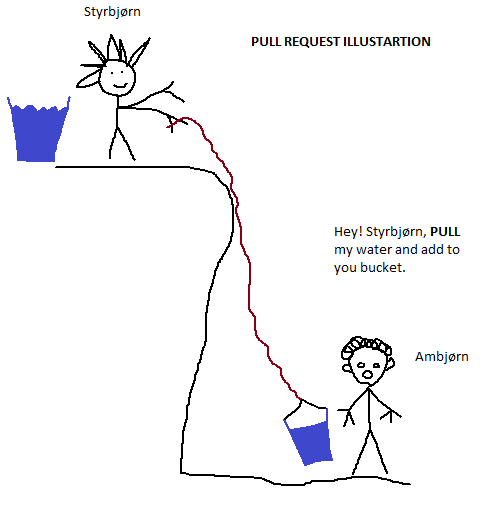 Styrbjørn
PULL REQUEST ILLUSTARTION
Hey! Styrbjørn, PULL
my water and add to
you bucket.
Ambjørn